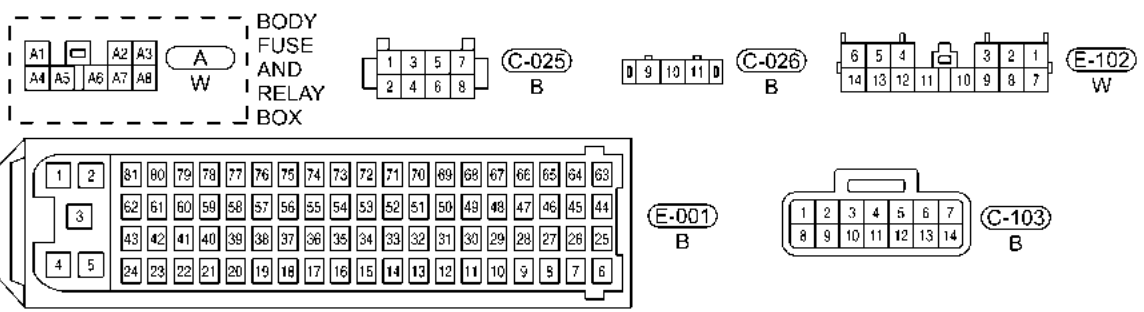 BODY
FUSE
AND
RELAY
BOX
A1 A2 A3
A4 A5 A6 A7 A8
A
W
1 3 5 7
2 4 6 8
C-025
B
9 10 11
C-026
B
6 5 4 3 2 1
14 13 12 11 10 9 8 7
E-102
W
1 2
3
4 5
81 80 79 78 77 76 75 74 73 72 71 70 69 68 67 66 65 64 63
62 61 60 59 58 57 56 55 54 53 52 51 50 49 48 47 46 45 44
43 42 41 40 39 38 37 36 35 34 33 32 31 30 29 28 27 26 25
24 23 22 21 20 19 18 17 16 15 14 13 12 11 10 9 8 7 6
E-001
B
1 2 3 4 5 6 7
8 9 10 11 12 13 14
C-103
B